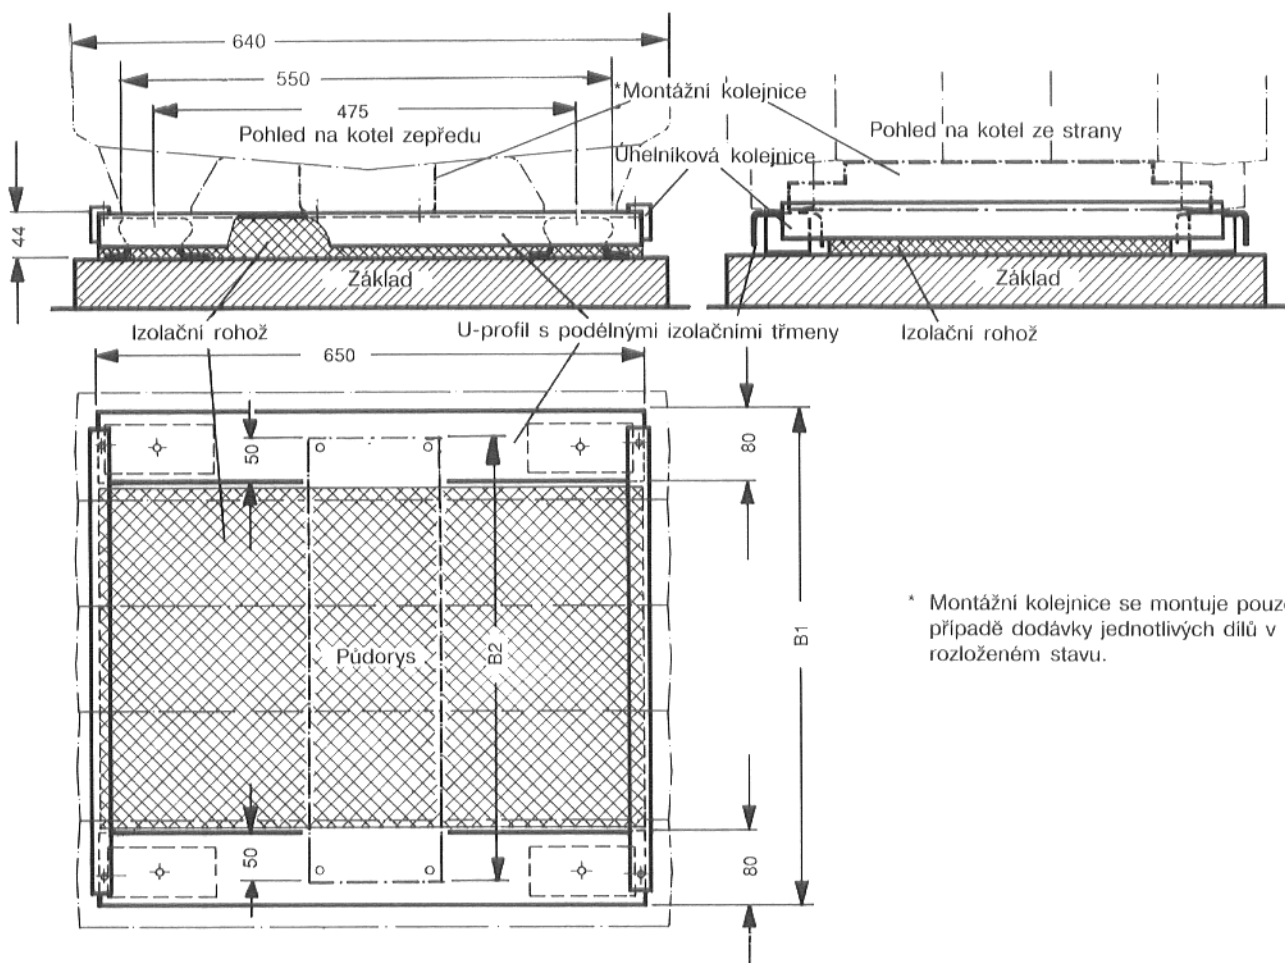 640
550
475
*Montážní kolejnice
Pohled na kotel zepředu
Pohled na kotel ze strany
Úhelníková kolejnice
44
Základ
Základ
Izolační rohož
U-profil s podélnými izolačními třmeny
Izolační rohož
650
50
80
B2
B1
Půdorys
* Montážní kolejnice se montuje pouz
případě dodávky jednotlivých dílů v
rozloženém stavu.
50
80